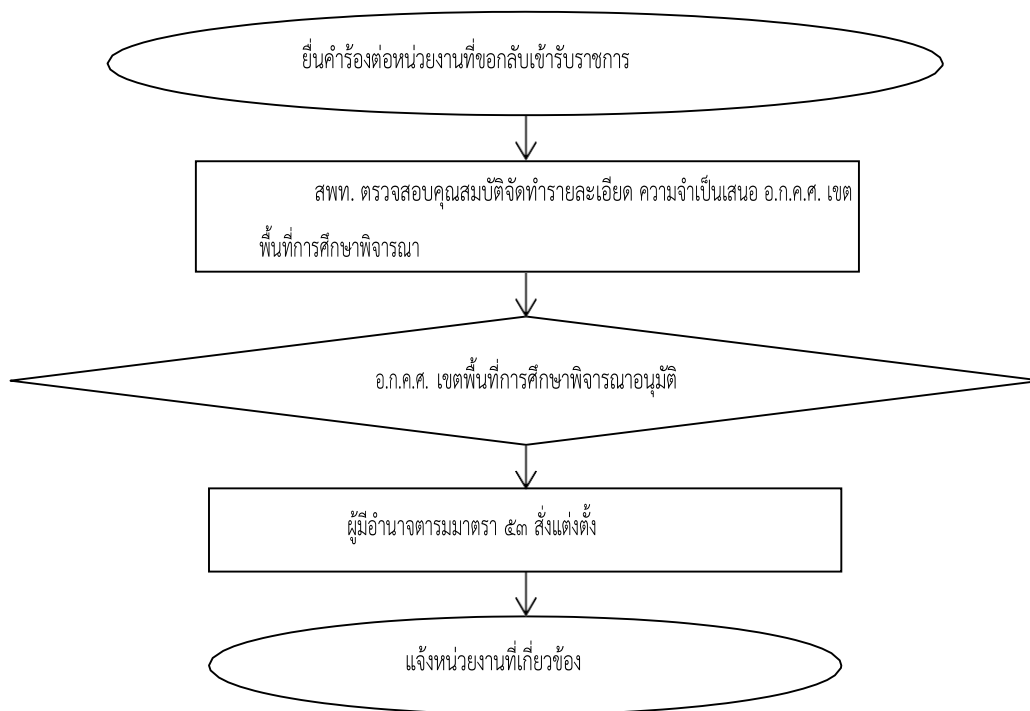 ยื่นคำร้องต่อหน่วยงานที่ขอกลับเข้ารับราชการ
สพท. ตรวจสอบคุณสมบัติจัดทำรายละเอียด ความจำเป็นเสนอ อ.ก.ค.ศ. เขต
พื้นที่การศึกษาพิจารณา
อ.ก.ค.ศ. เขตพื้นที่การศึกษาพิจารณาอนุมัติ
ผู้มีอำนาจตารมมาตรา ๕๓ สั่งแต่งตั้ง
แจ้งหน่วยงานที่เกี่ยวข้อง